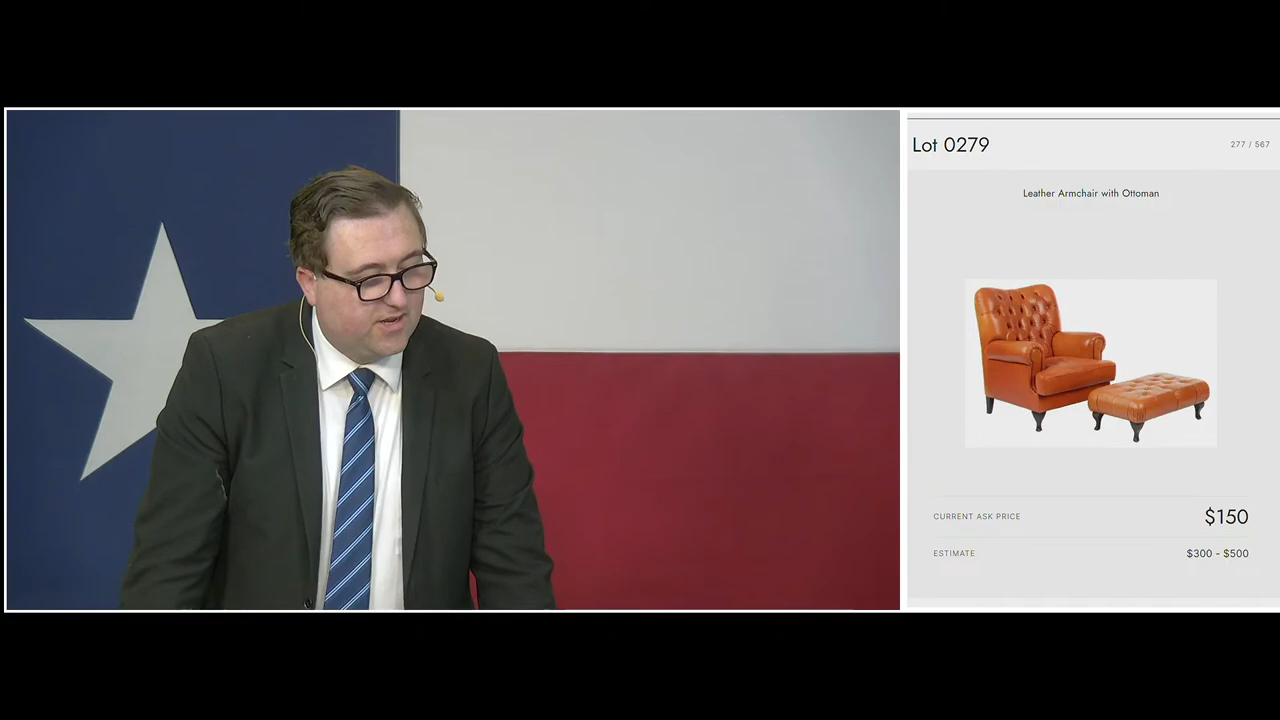 Lot 0279
277 / 567
Leather Armchair with Ottoman
CURRENT ASK PRICE
$150
ESTIMATE
$300 - $500